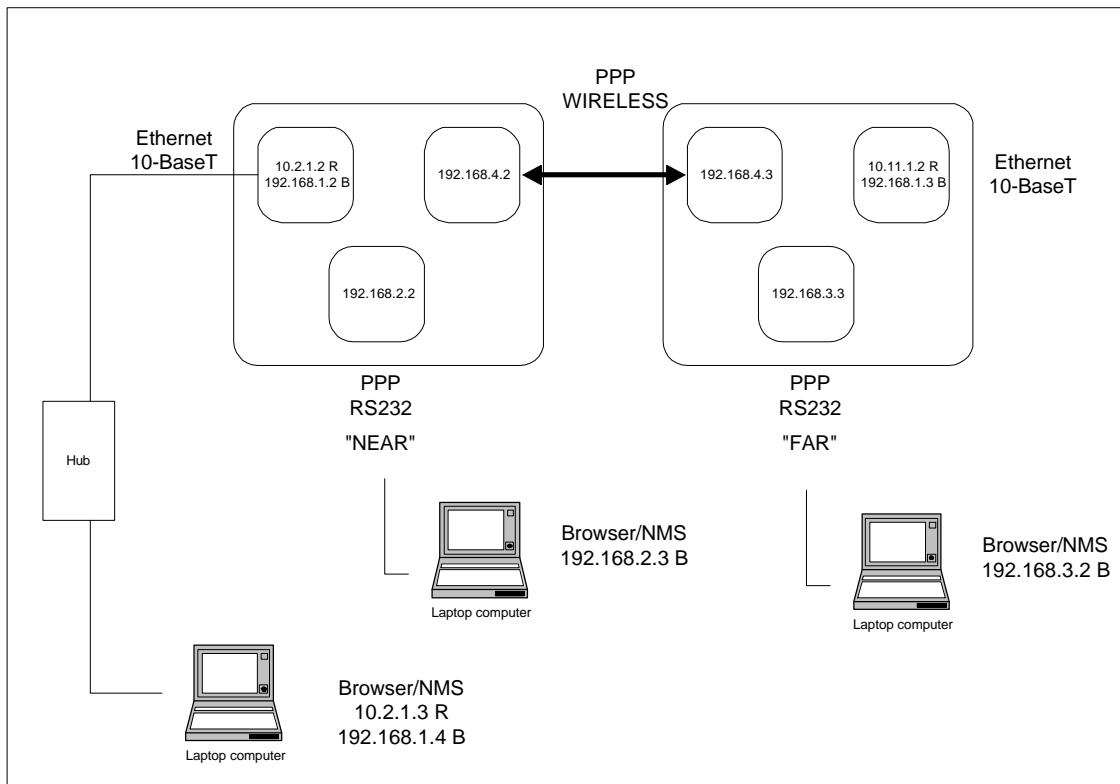 PPP
WIRELESS
Ethernet
10-BaseT
10.2.1.2 R
192.168.1.2 B
192.168.4.2
192.168.2.2
192.168.4.3
10.11.1.2 R
192.168.1.3 B
192.168.3.3
Ethernet
10-BaseT
PPP
RS232
"NEAR"
PPP
RS232
"FAR"
Hub
Browser/NMS
192.168.2.3 B
Laptop computer
Browser/NMS
192.168.3.2 B
Laptop computer
Browser/NMS
10.2.1.3 R
192.168.1.4 B
Laptop computer